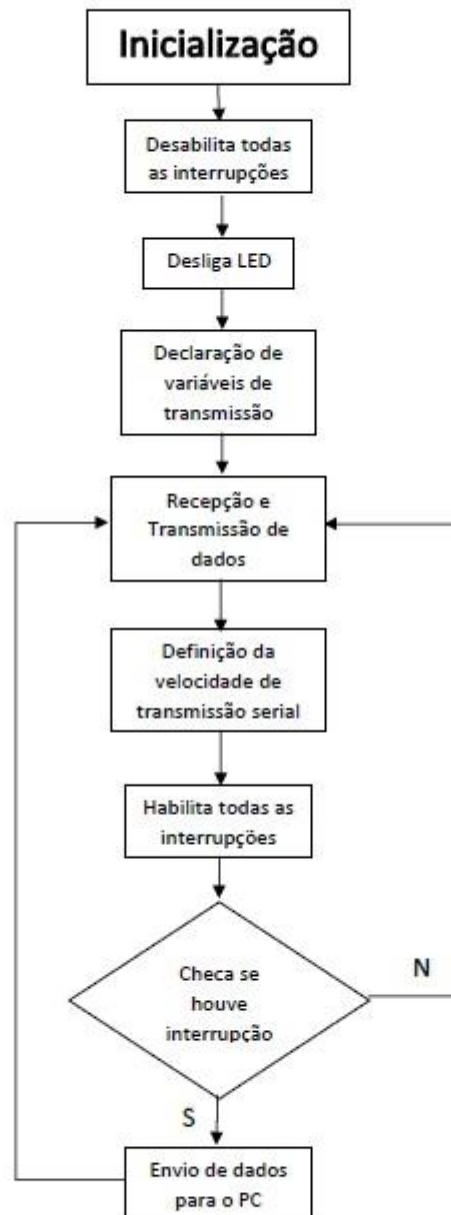 Inicialização
Desabilita todas
as interrupções
Desliga LED
Declaração de
variáveis de
transmissão
Recepção e
Transmissão de
dados
Definição da
velocidade de
transmissão serial
Habilita todas as
interrupções
Checa se
houve
interrupção
N
S
Envio de dados
para o PC